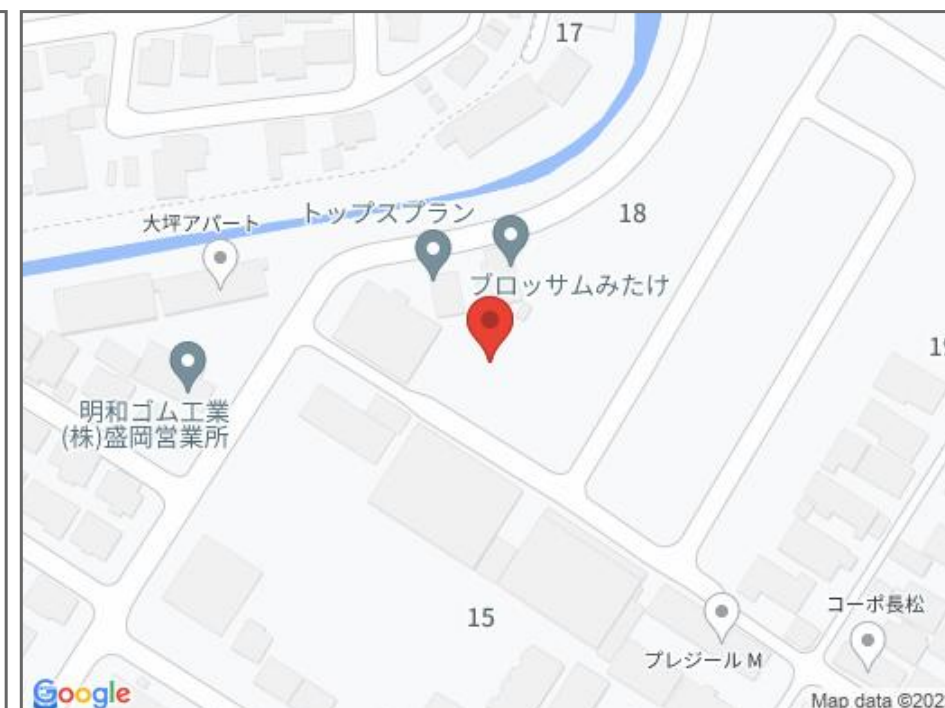 17
大坪アパート
トップスプラン
18
ブロッサムみたけ
明和ゴム工業
(株)盛岡営業所
15
コーポ長松
プレジール M
Google
Map data ©202